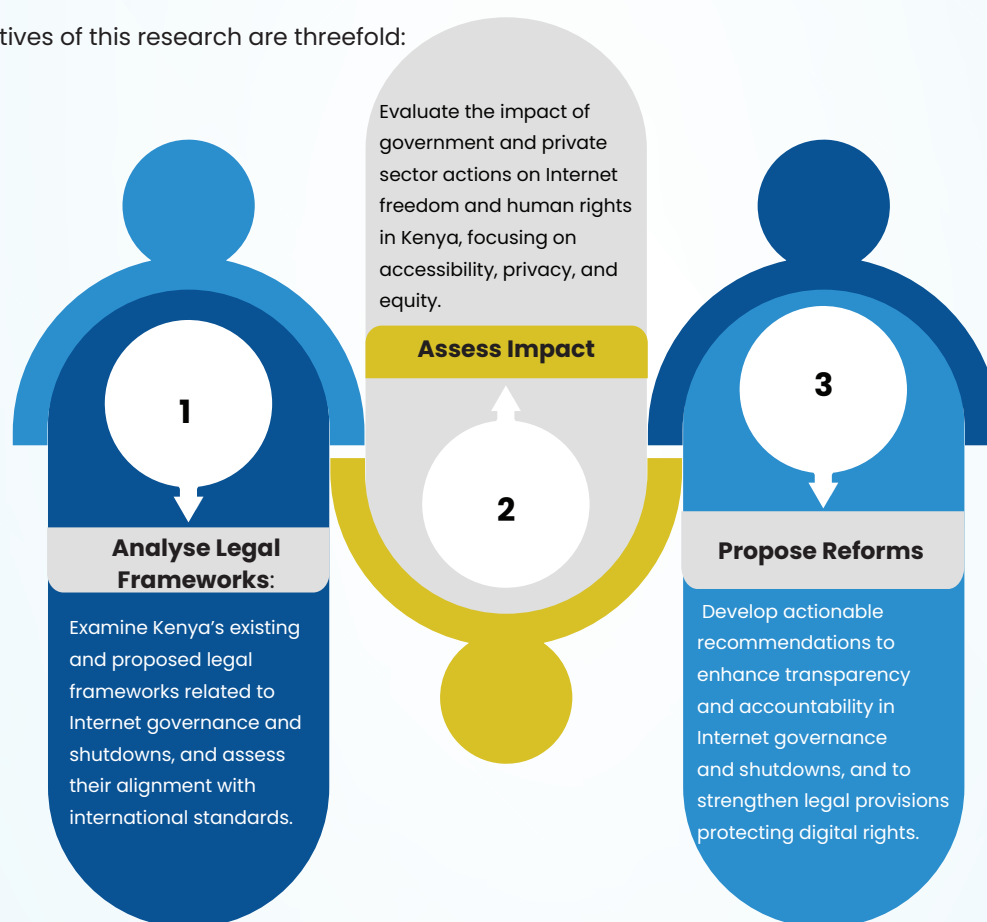 tives of this research are threefold:
1
Analyse Legal
Frameworks:
Examine Kenya’s existing
and proposed legal
frameworks related to
Internet governance and
shutdowns, and assess
their alignment with
international standards.
Evaluate the impact of
government and private
sector actions on Internet
freedom and human rights
in Kenya, focusing on
accessibility, privacy, and
equity.
Assess Impact
2
3
Propose Reforms
Develop actionable
recommendations to
enhance transparency
and accountability in
Internet governance
and shutdowns, and to
strengthen legal provisions
protecting digital rights.